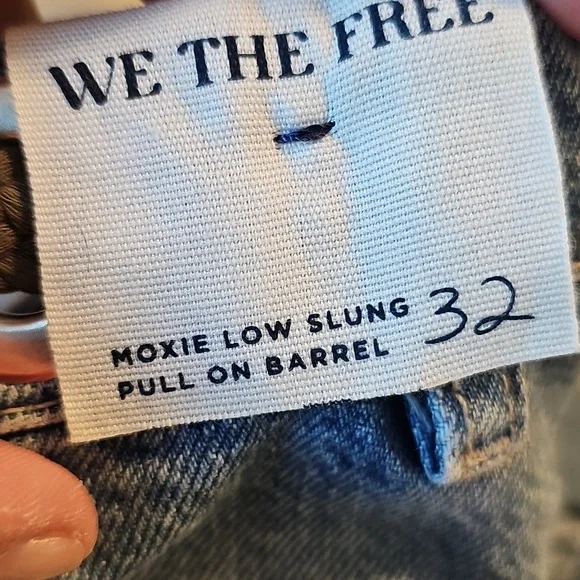 WE THE FREE
MOXIE LOW SLUNG 32
PULL ON BARREL